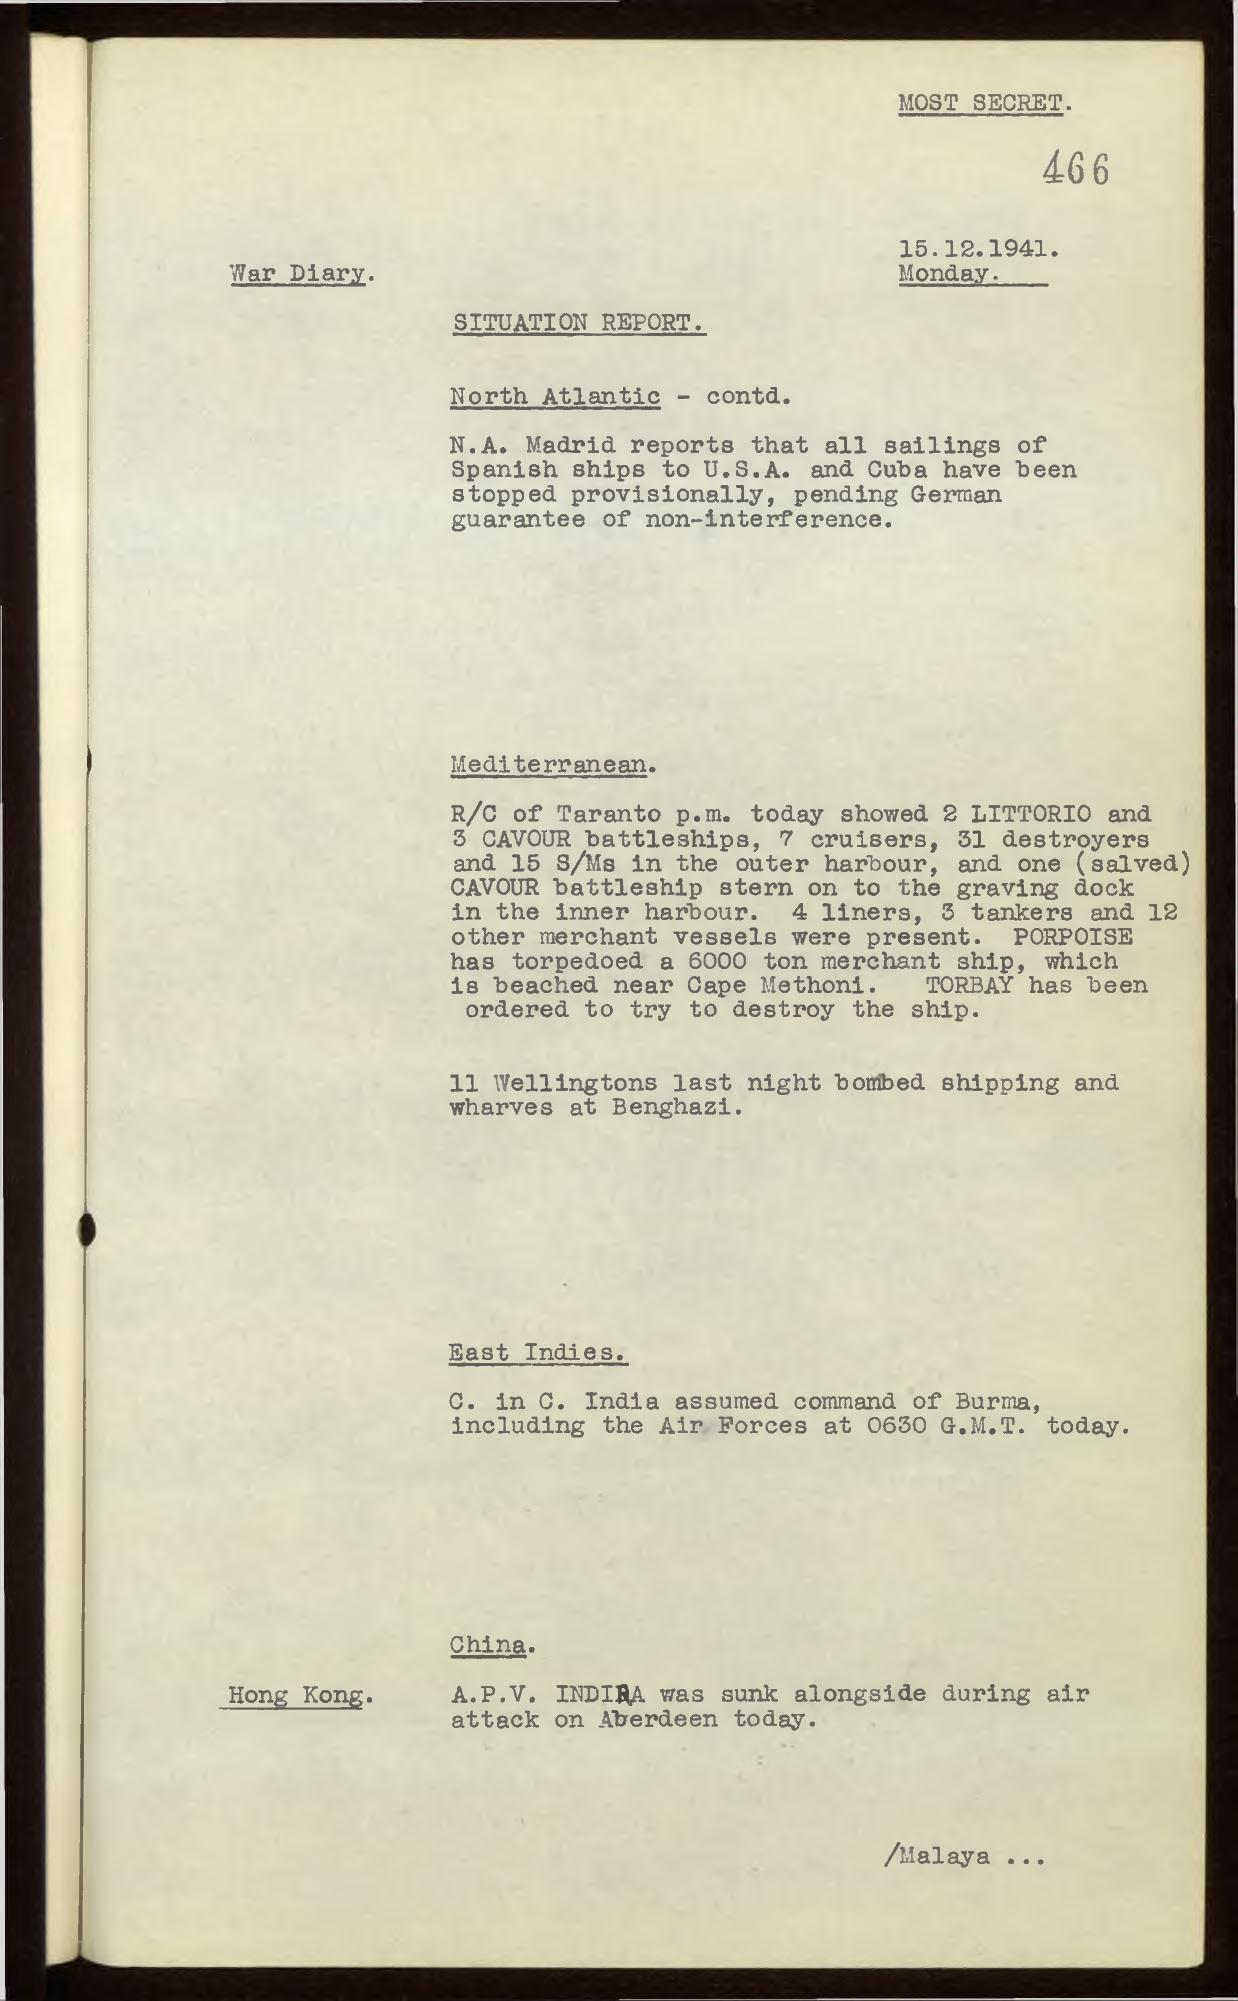 MOST SECRET.
466
15.12.1941.
War Diary.
Monday.
SITUATION REPORT.
North Atlantic - contd.
N.A. Madrid reports that all sailings of
Spanish ships to U.S.A. and Cuba have been
stopped provisionally, pending German
guarantee of non-interference.
Mediterranean.
R/C of Taranto p.m. today showed 2 LITTORIO and
3 CAVOUR battleships, 7 cruisers, 31 destroyers
and 15 S/Ms in the outer harbour, and one (salved)
CAVOUR battleship stern on to the graving dock
in the inner harbour. 4 liners, 3 tankers and 12
other merchant vessels were present. PORPOISE
has torpedoed a 6000 ton merchant ship, which
is beached near Cape Methoni. TORBAY has been
ordered to try to destroy the ship.
11 Wellingtons last night bombed shipping and
wharves at Benghazi.
East Indies.
C. in C. India assumed command of Burma,
including the Air Forces at 0630 G.M.T. today.
China.
Hong Kong. A.P.V. INDIRA was sunk alongside during air
attack on Aberdeen today.
/Malaya ...